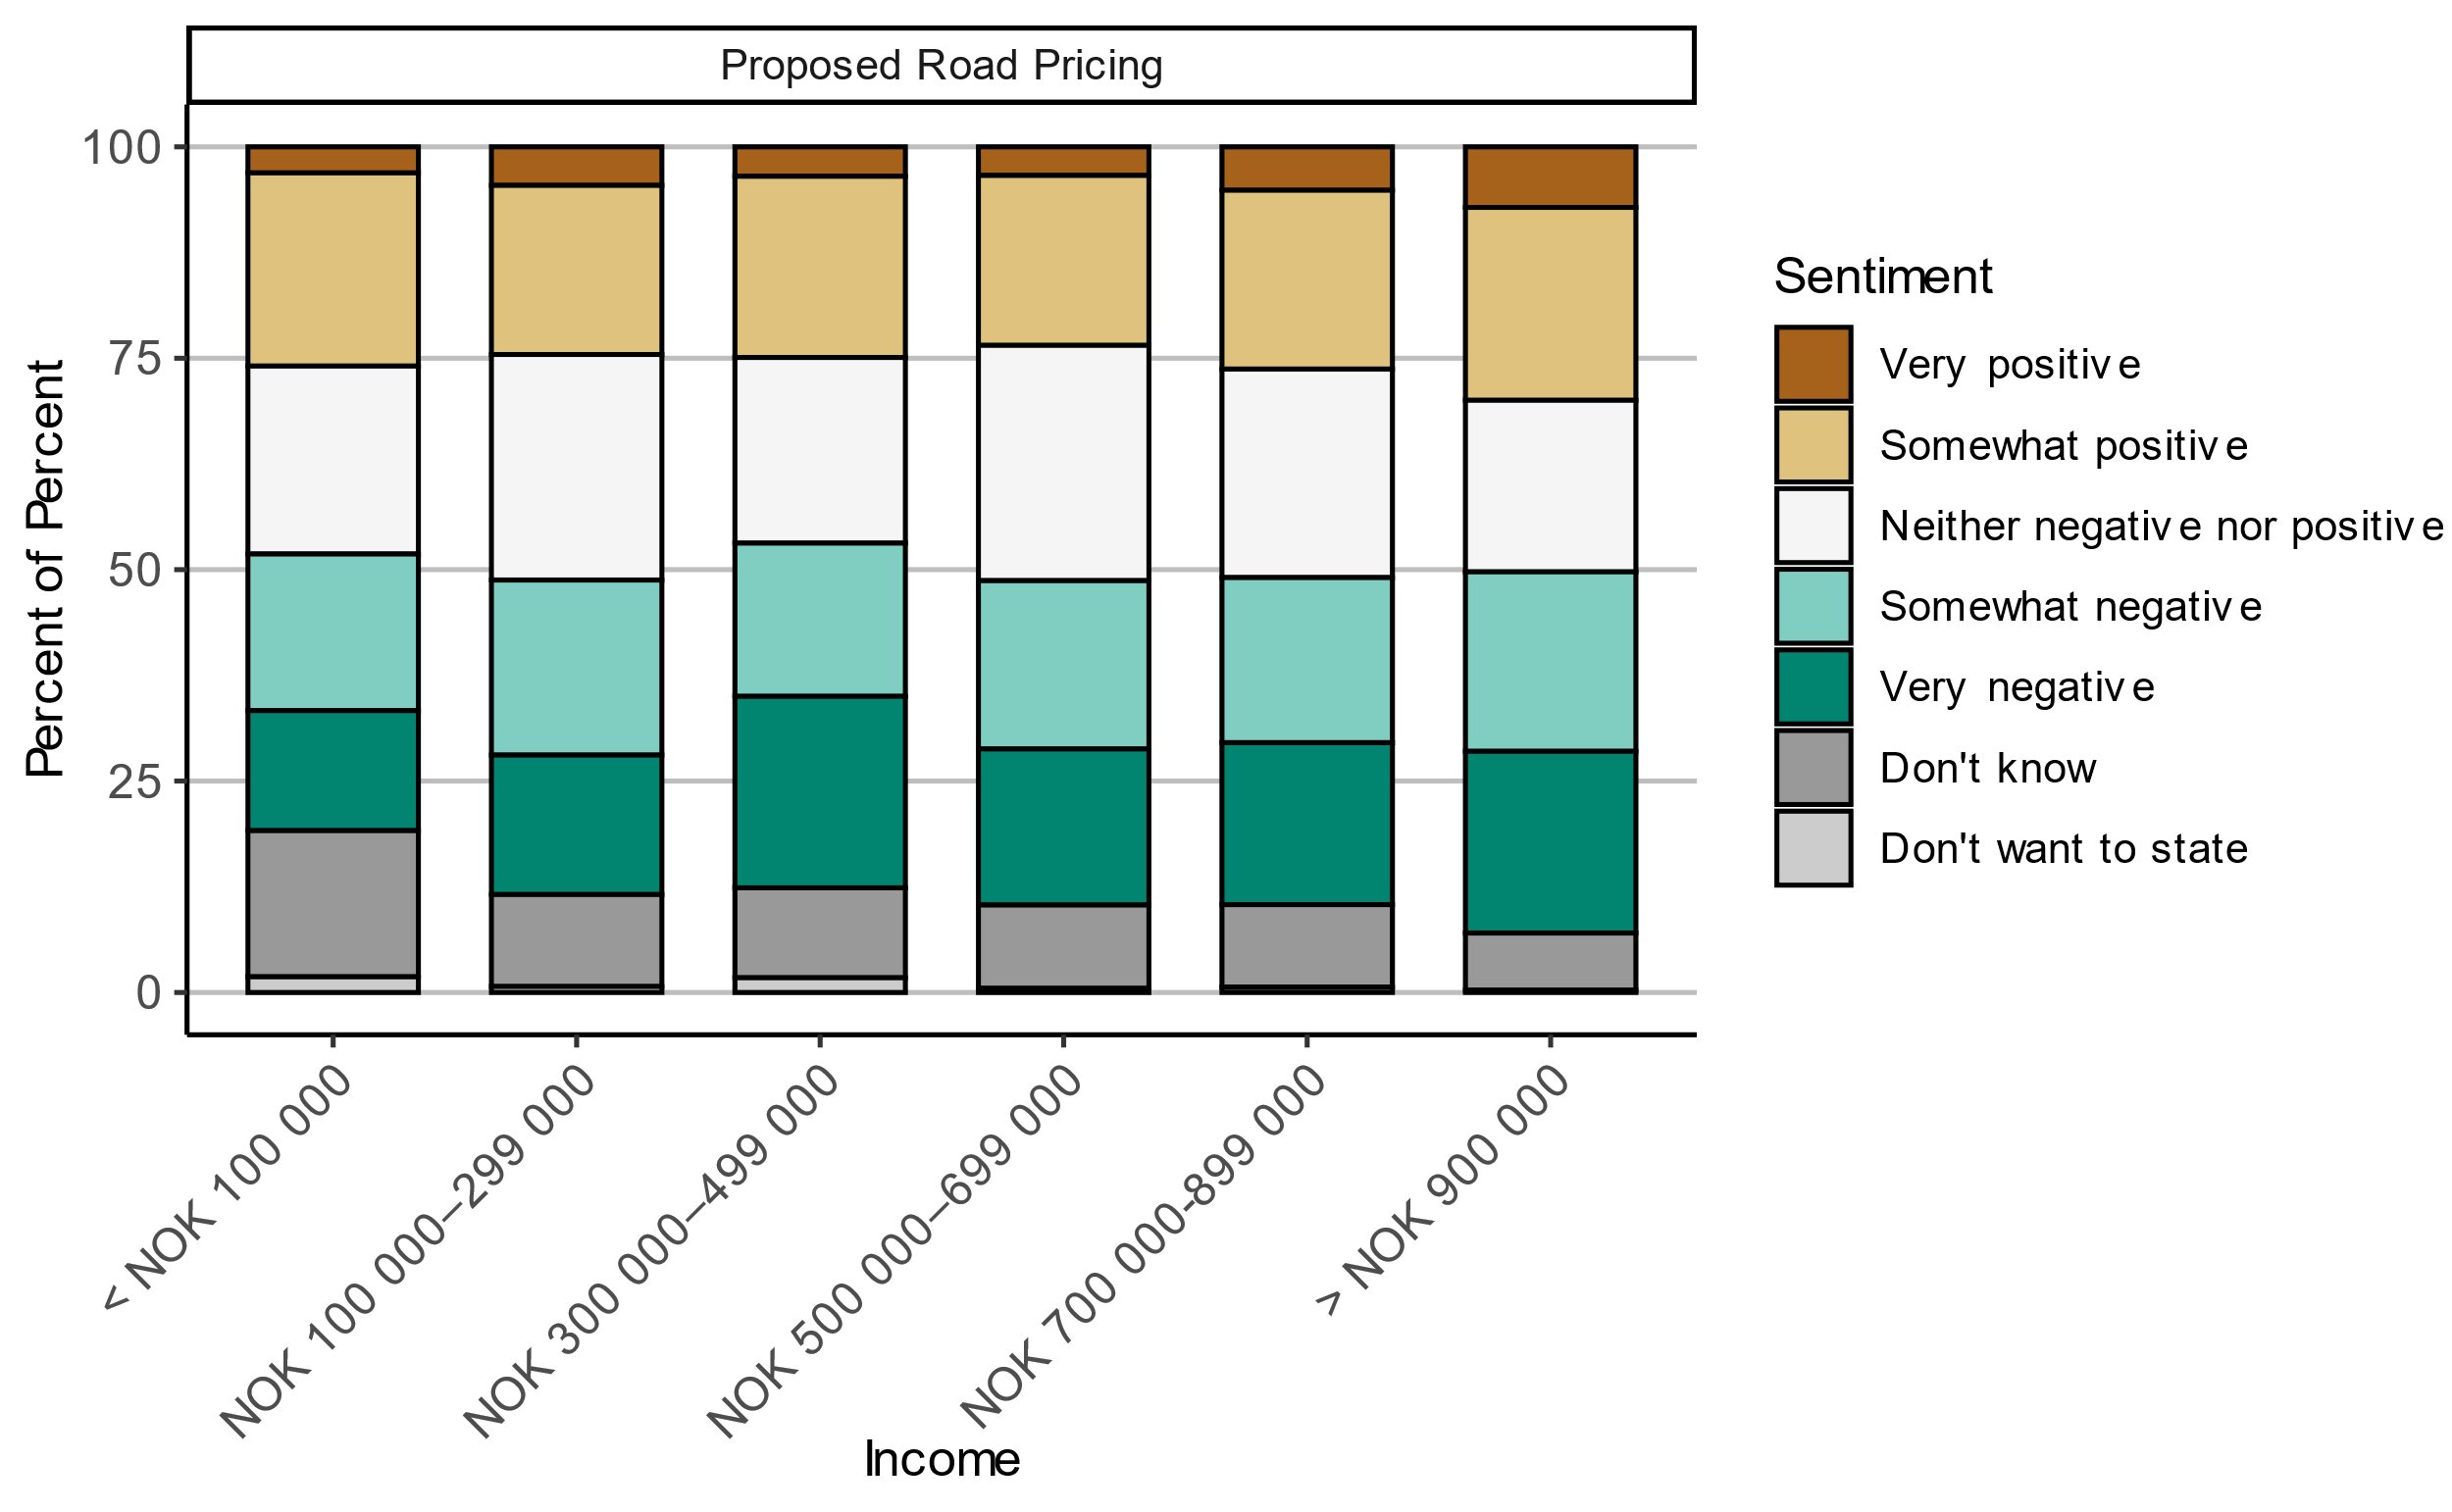 Proposed Road Pricing
100
75
50
25
0
Percent of Percent
< NOK 100 000
NOK 100 000–299 000
NOK 300 000–499 000
NOK 500 000–699 000
NOK 700 000-899 000
> NOK 900 000
Income
Sentiment
Very positive
Somewhat positive
Neither negative nor positive
Somewhat negative
Very negative
Don't know
Don't want to state